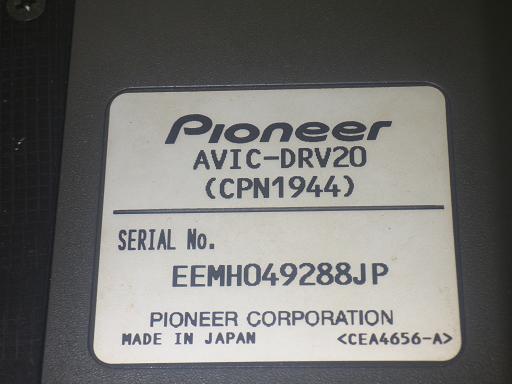 Pioneer
AVIC-DRV20
(CPN1944)
SERIAL No.
EEMH049288JP
PIONEER CORPORATION
MADE IN JAPAN <CEA4656-A>